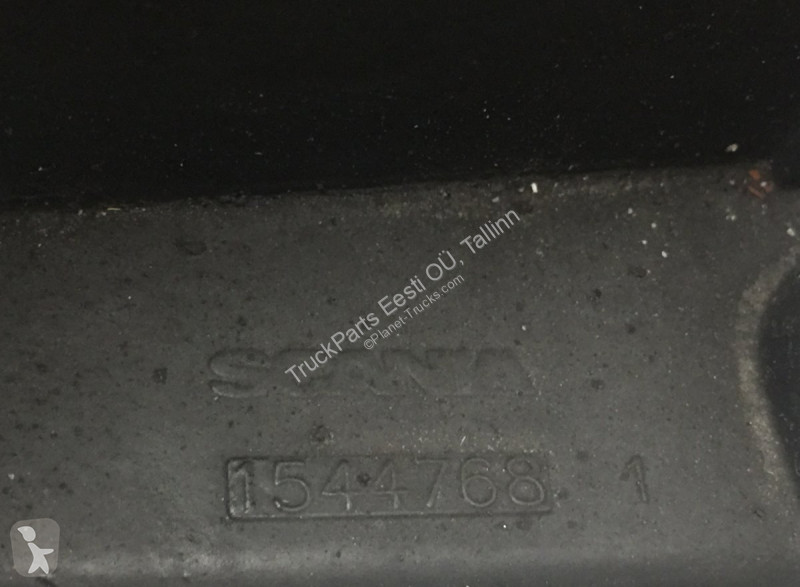 TruckParts Eesti OÜ, Tallinn
©Planet-Trucks.com
SCANIA
1544768 1